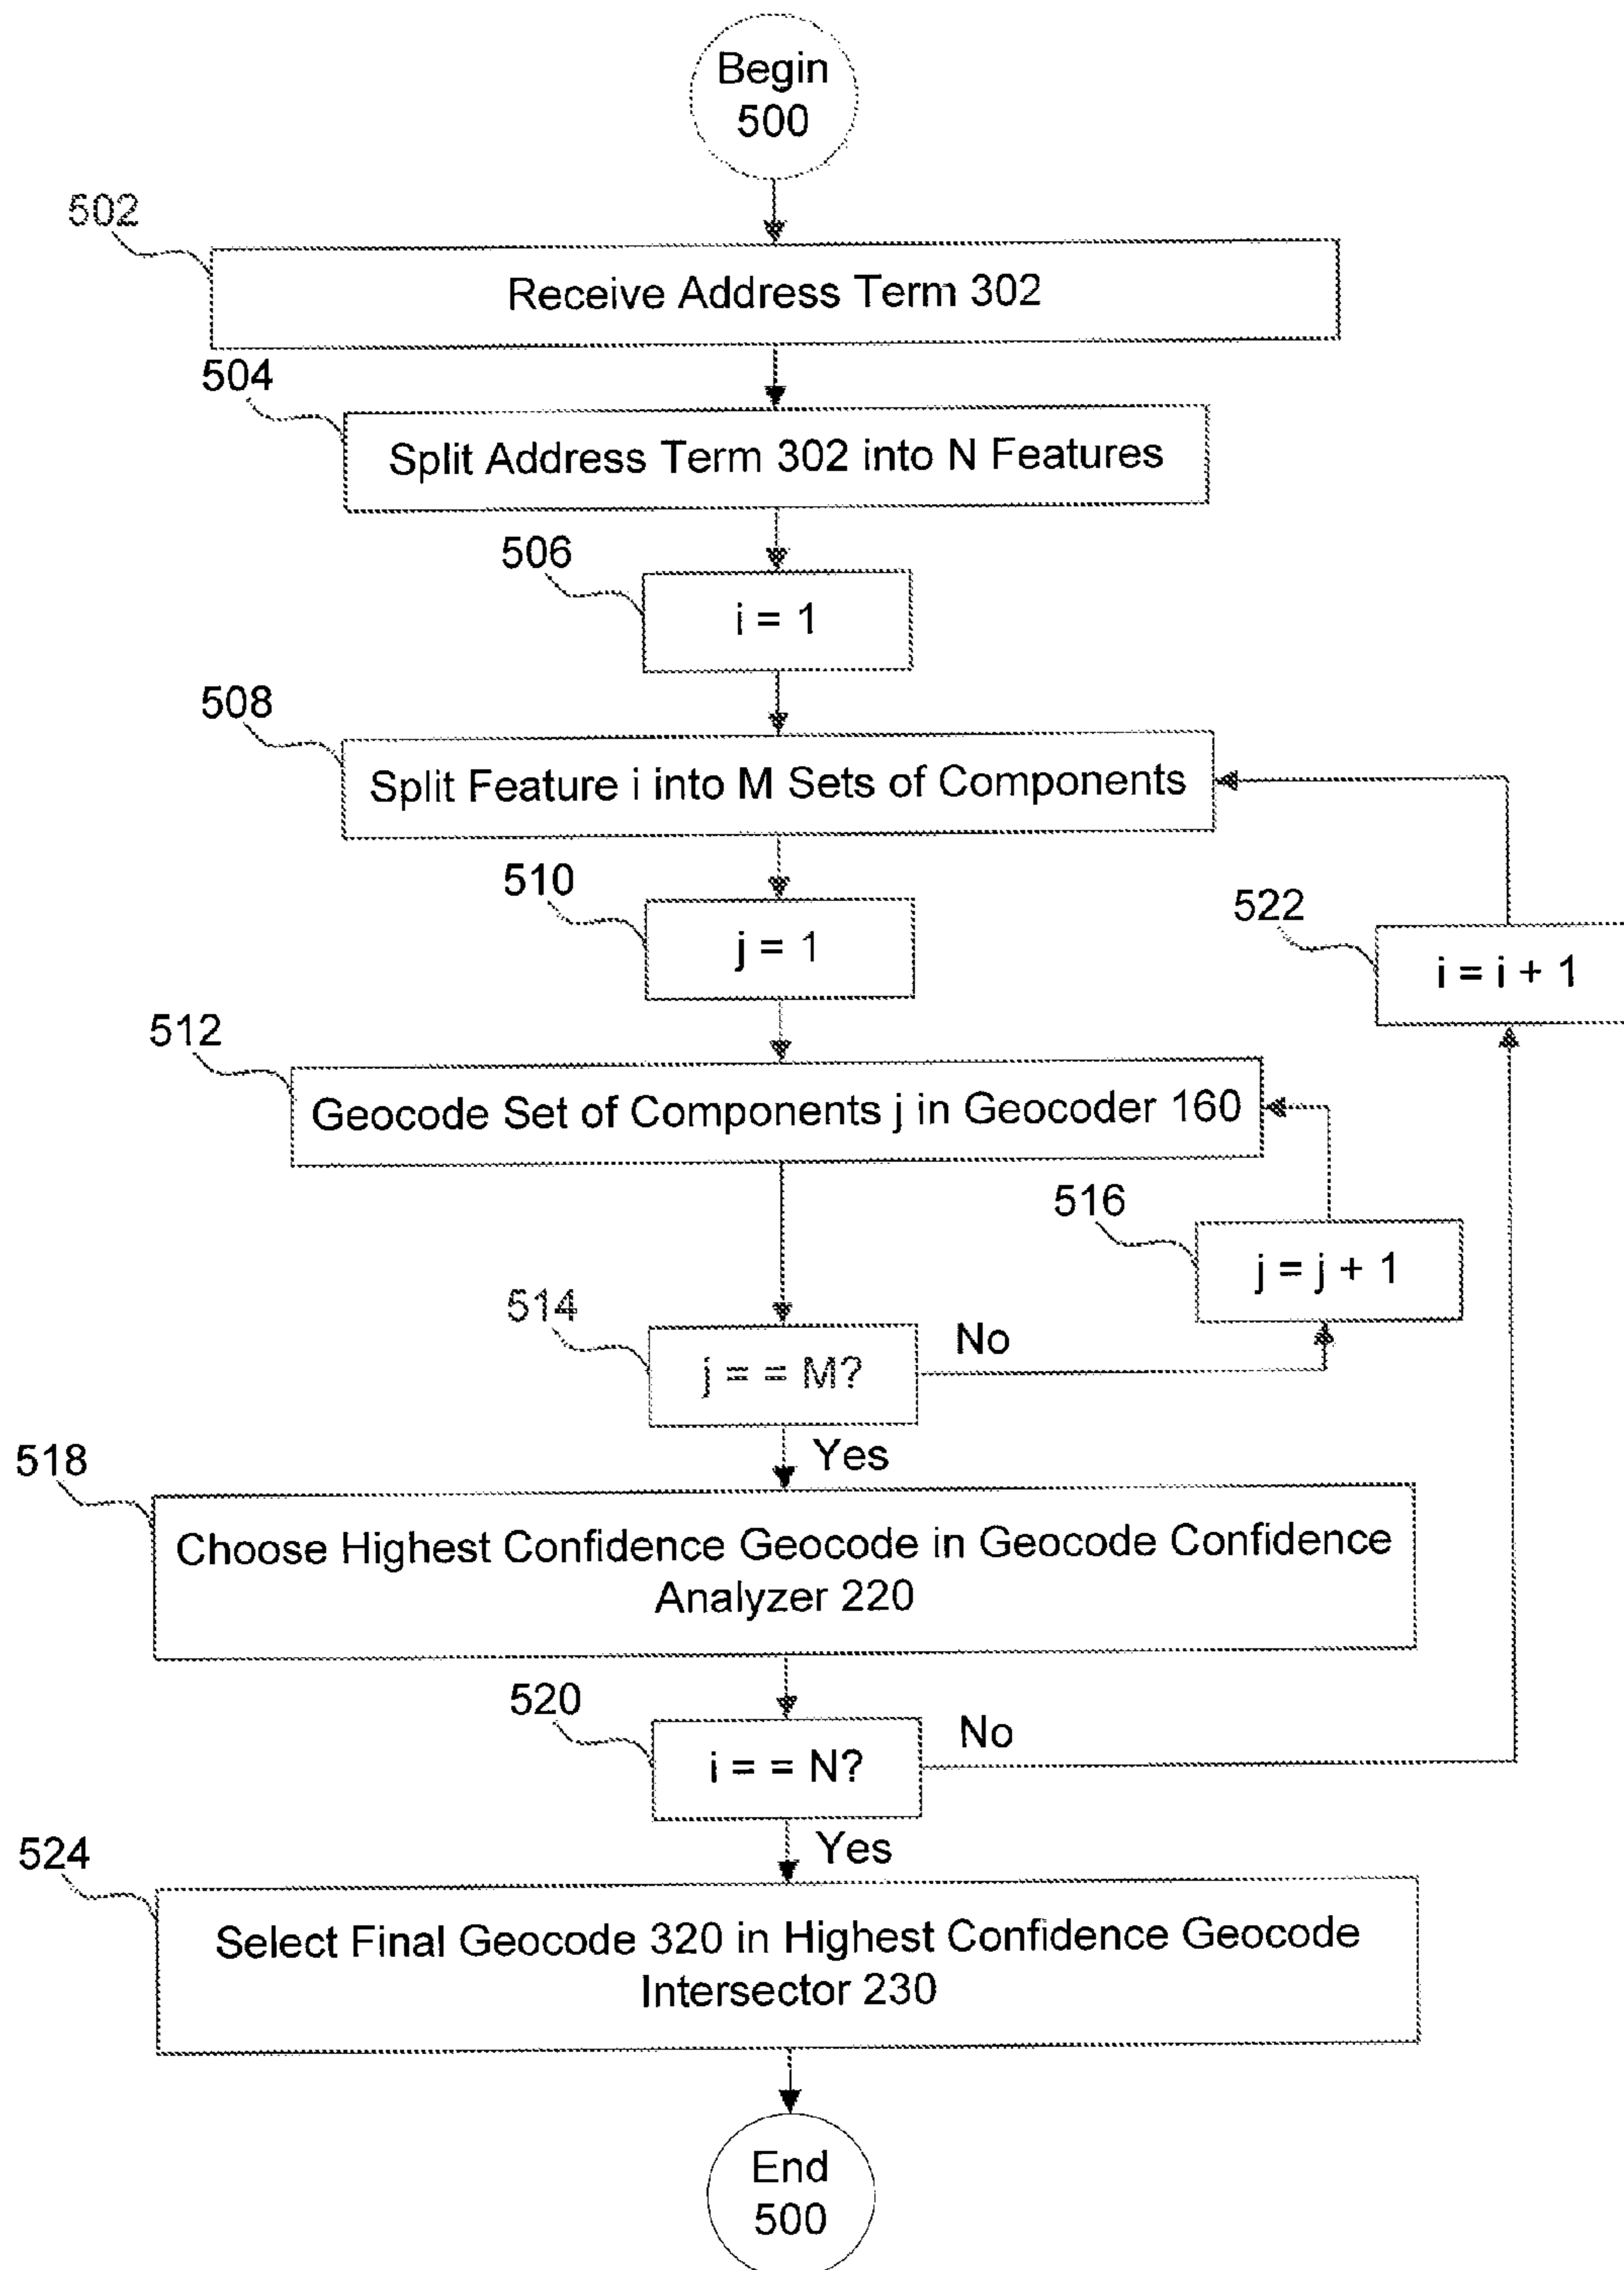 Begin
500
502
Receive Address Term 302
504
Split Address Term 302 into N Features
506
i = 1
508
Split Feature i into M Sets of Components
510
j = 1
522
i = i + 1
512
Geocode Set of Components j in Geocoder 160
516
j = j + 1
514
j = = M?
No
Yes
518
Choose Highest Confidence Geocode in Geocode Confidence
Analyzer 220
520
i = = N?
No
Yes
524
Select Final Geocode 320 in Highest Confidence Geocode
Intersector 230
End
500